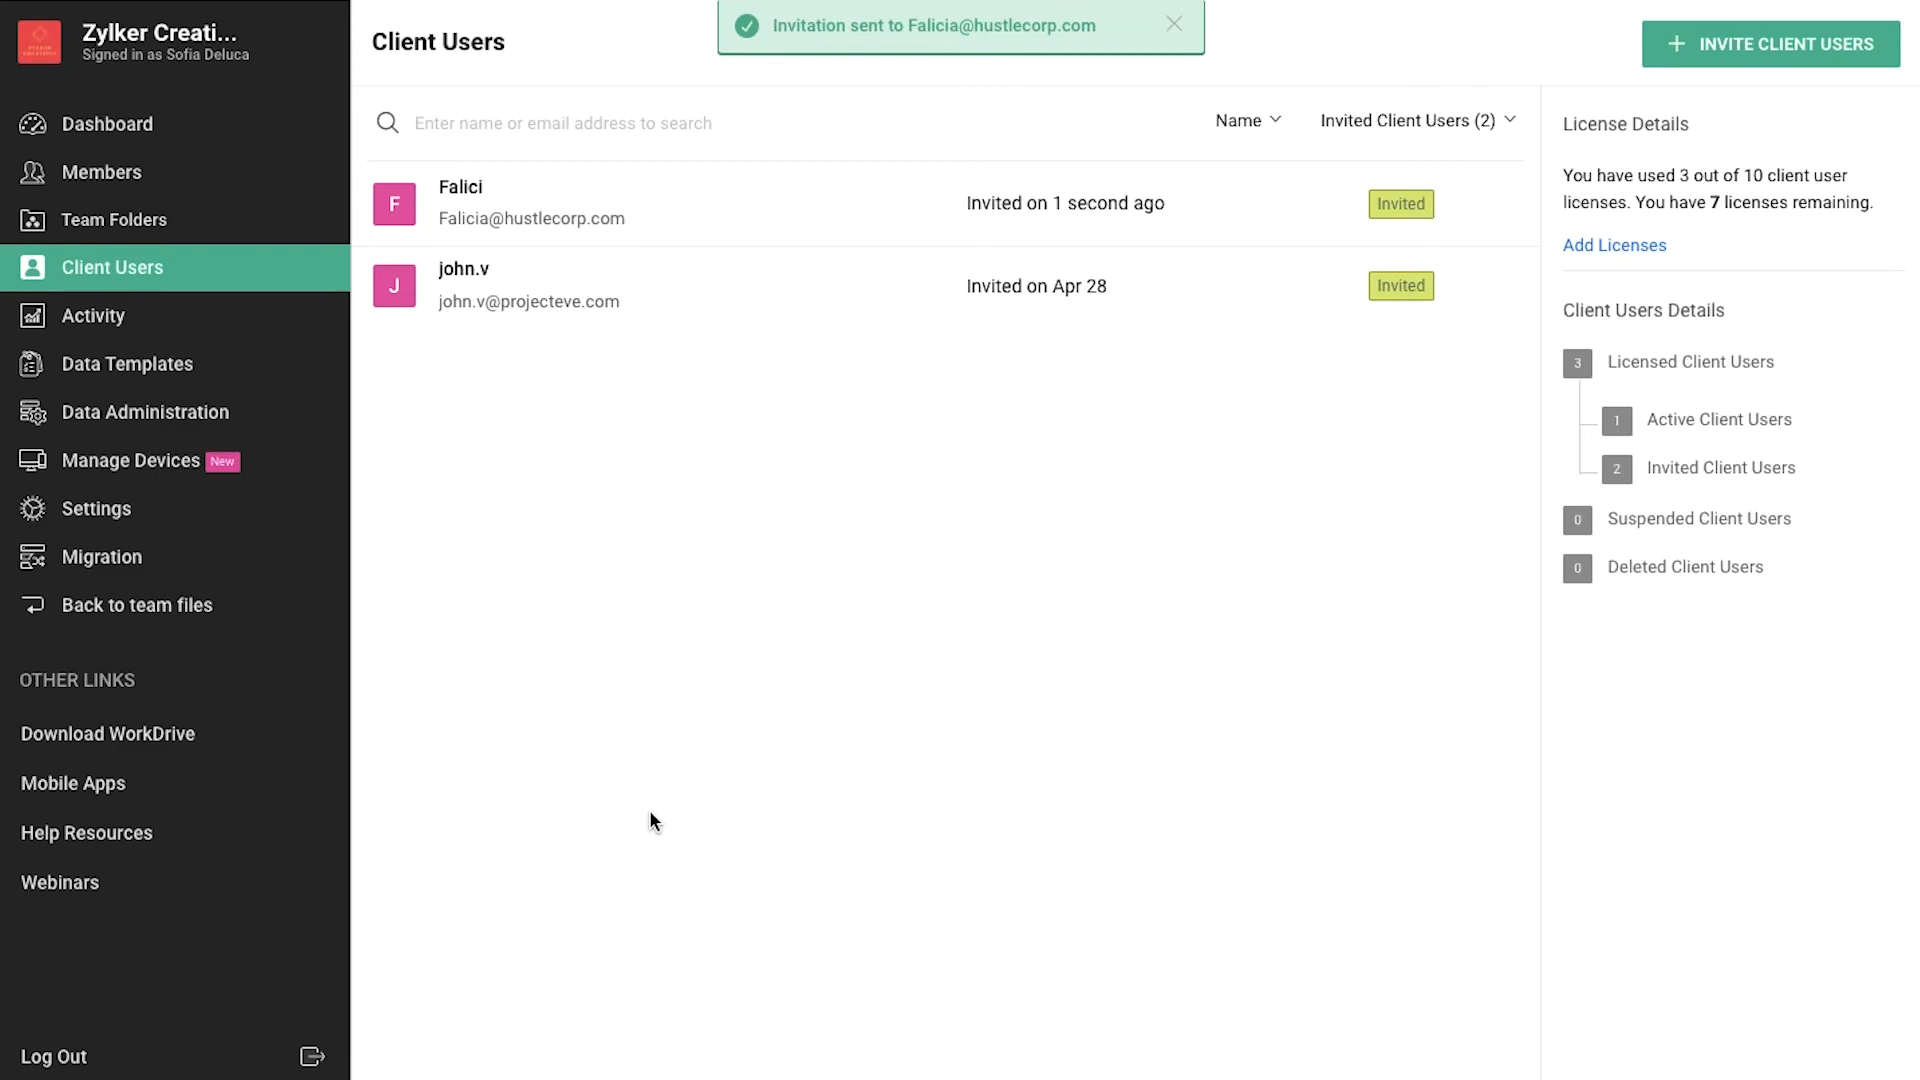 Zylker Creati...
Signed in as Sofia Deluca
Dashboard
Members
Team Folders
Client Users
Activity
Data Templates
Data Administration
Manage Devices New
Settings
Migration
Back to team files
OTHER LINKS
Download WorkDrive
Mobile Apps
Help Resources
Webinars
Log Out
Client Users
Invitation sent to Falicia@hustlecorp.com
INVITE CLIENT USERS
Enter name or email address to search
Name
Invited Client Users (2)
F
Falici
Falicia@hustlecorp.com
Invited on 1 second ago
Invited
J
john.v
john.v@projecteve.com
Invited on Apr 28
Invited
License Details
You have used 3 out of 10 client user
licenses. You have 7 licenses remaining.
Add Licenses
Client Users Details
3 Licensed Client Users
1 Active Client Users
2 Invited Client Users
0 Suspended Client Users
0 Deleted Client Users